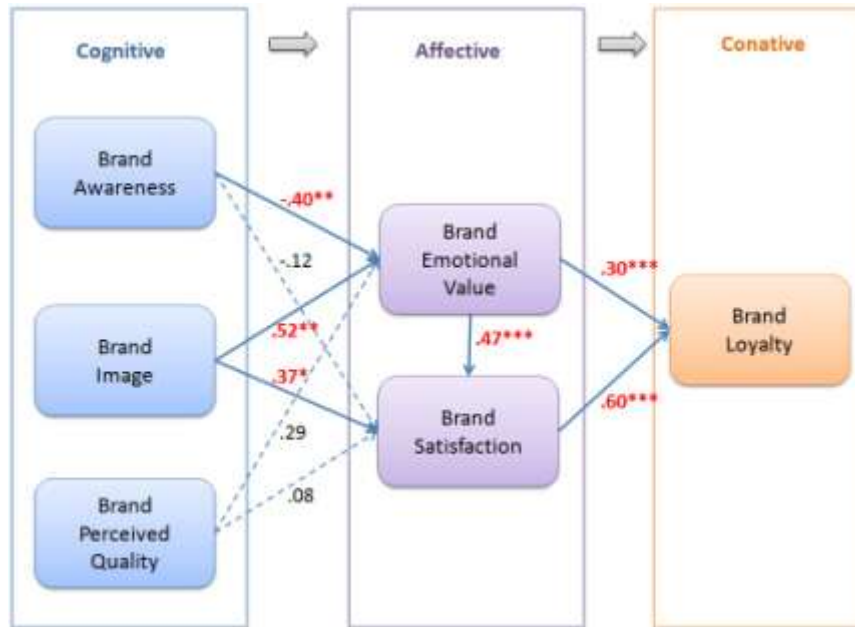 Cognitive
Affective
Conative
Brand
Awareness
-.40**
-.12
Brand
Emotional
Value
.30***
Brand
Image
.52**
.37*
.47***
Brand
Loyalty
.29
.08
Brand
Satisfaction
.60***
Brand
Perceived
Quality